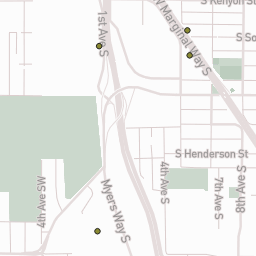 S Kenyon St
1st Ave S
W Marginal Way S
S So
S Henderson St
4th Ave SW
Myers Way S
4th Ave S
7th Ave S
8th Ave S